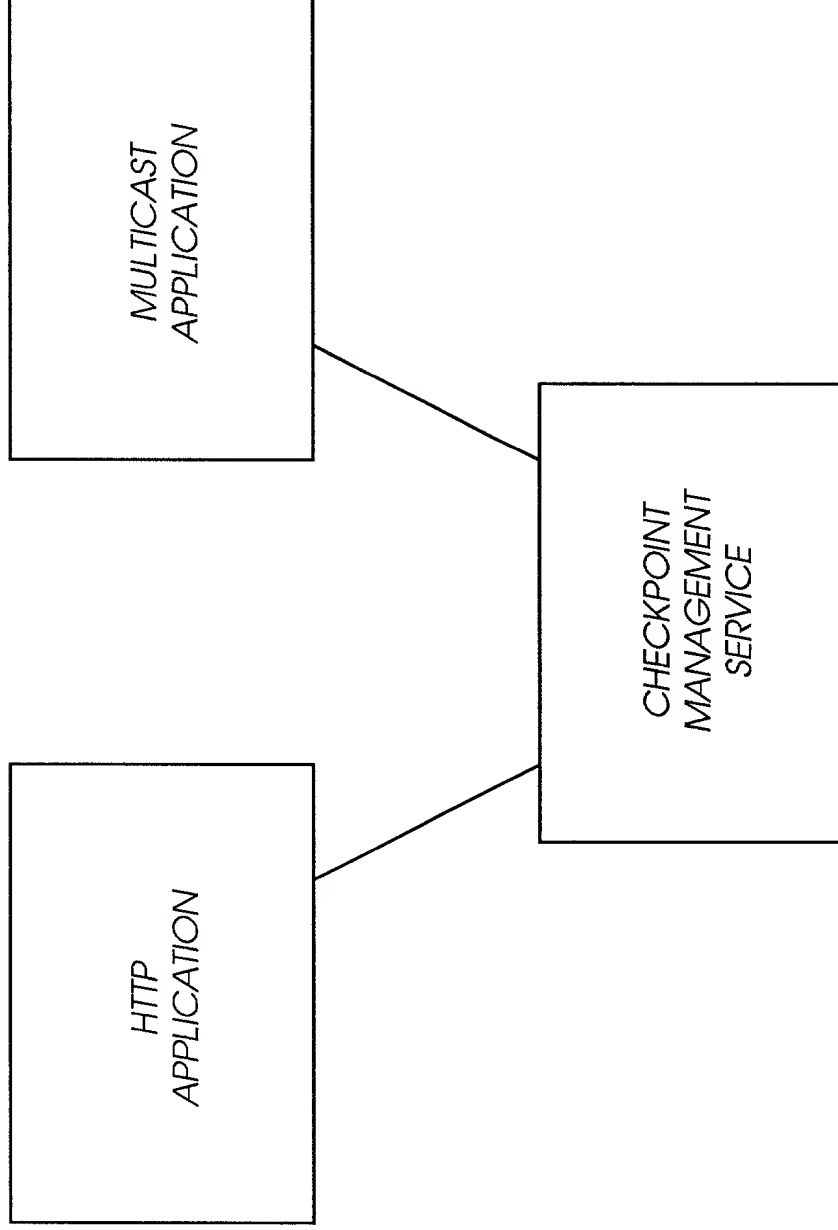 HTTP
APPLICATION
MULTICAST
APPLICATION
CHECKPOINT
MANAGEMENT
SERVICE